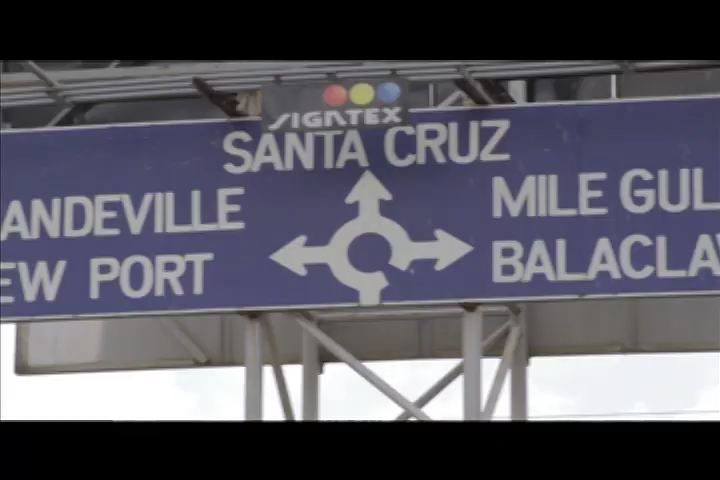 SIGNTEX
SANTA CRUZ
ANDEVILLE
EW PORT
MILE GUL
BALACLA